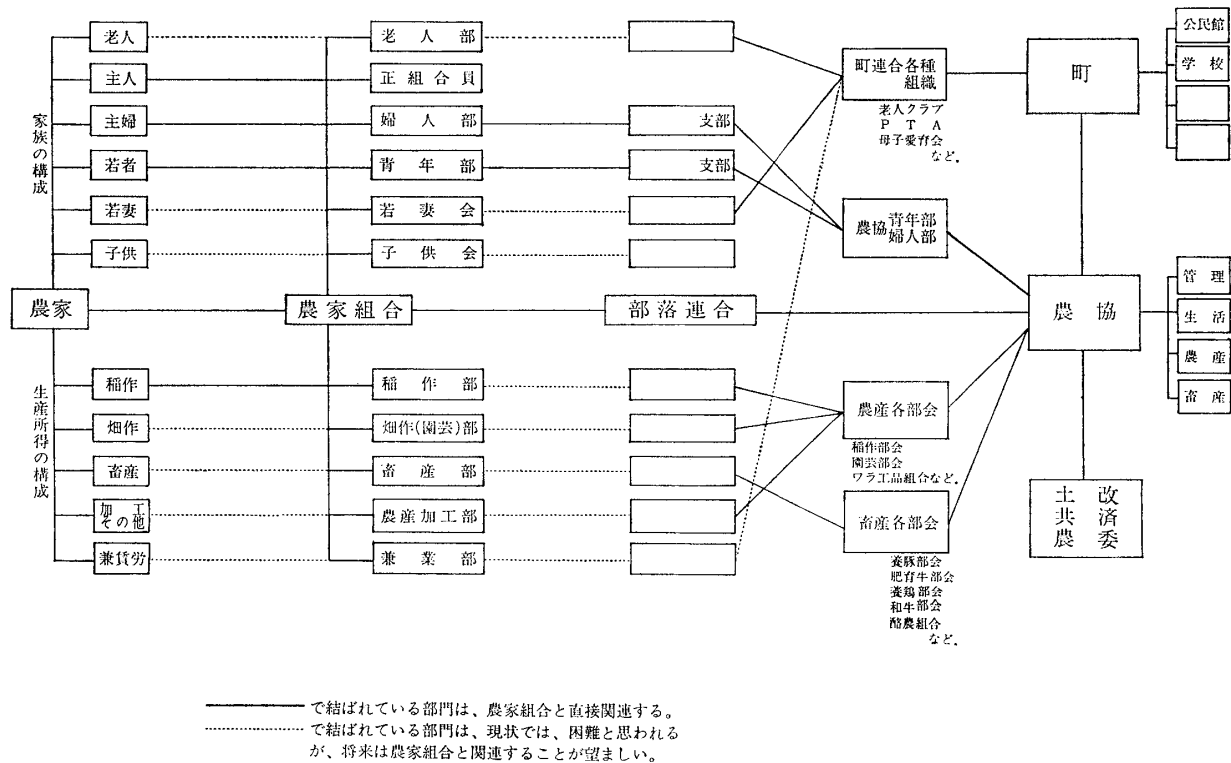 家族の構成
老人
主人
主婦
若者
若妻
子供
農家
生産所得の構成
稲作
畑作
畜産
加工
その他
兼賃労
老人部
正組合員
婦人部
青年部
若妻会
子供会
農家組合
稲作部
畑作(園芸)部
畜産部
農産加工部
兼業部
支部
支部
部落連合
町連合各種
組織
老人クラブ
PTA
母子愛育会
など.
農協青年部
婦人部
農産各部会
稲作部会
園芸部会
ワラ工品組合など.
畜産各部会
養豚部会
肥育牛部会
養鶏部会
和牛部会
酪農組合
など.
町
農協
土改
共済
農委
公民館
学校
管理
生活
農産
畜産
で結ばれている部門は、農家組合と直接関連する。
で結ばれている部門は、現状では、困難と思われる
が、将来は農家組合と関連することが望ましい。